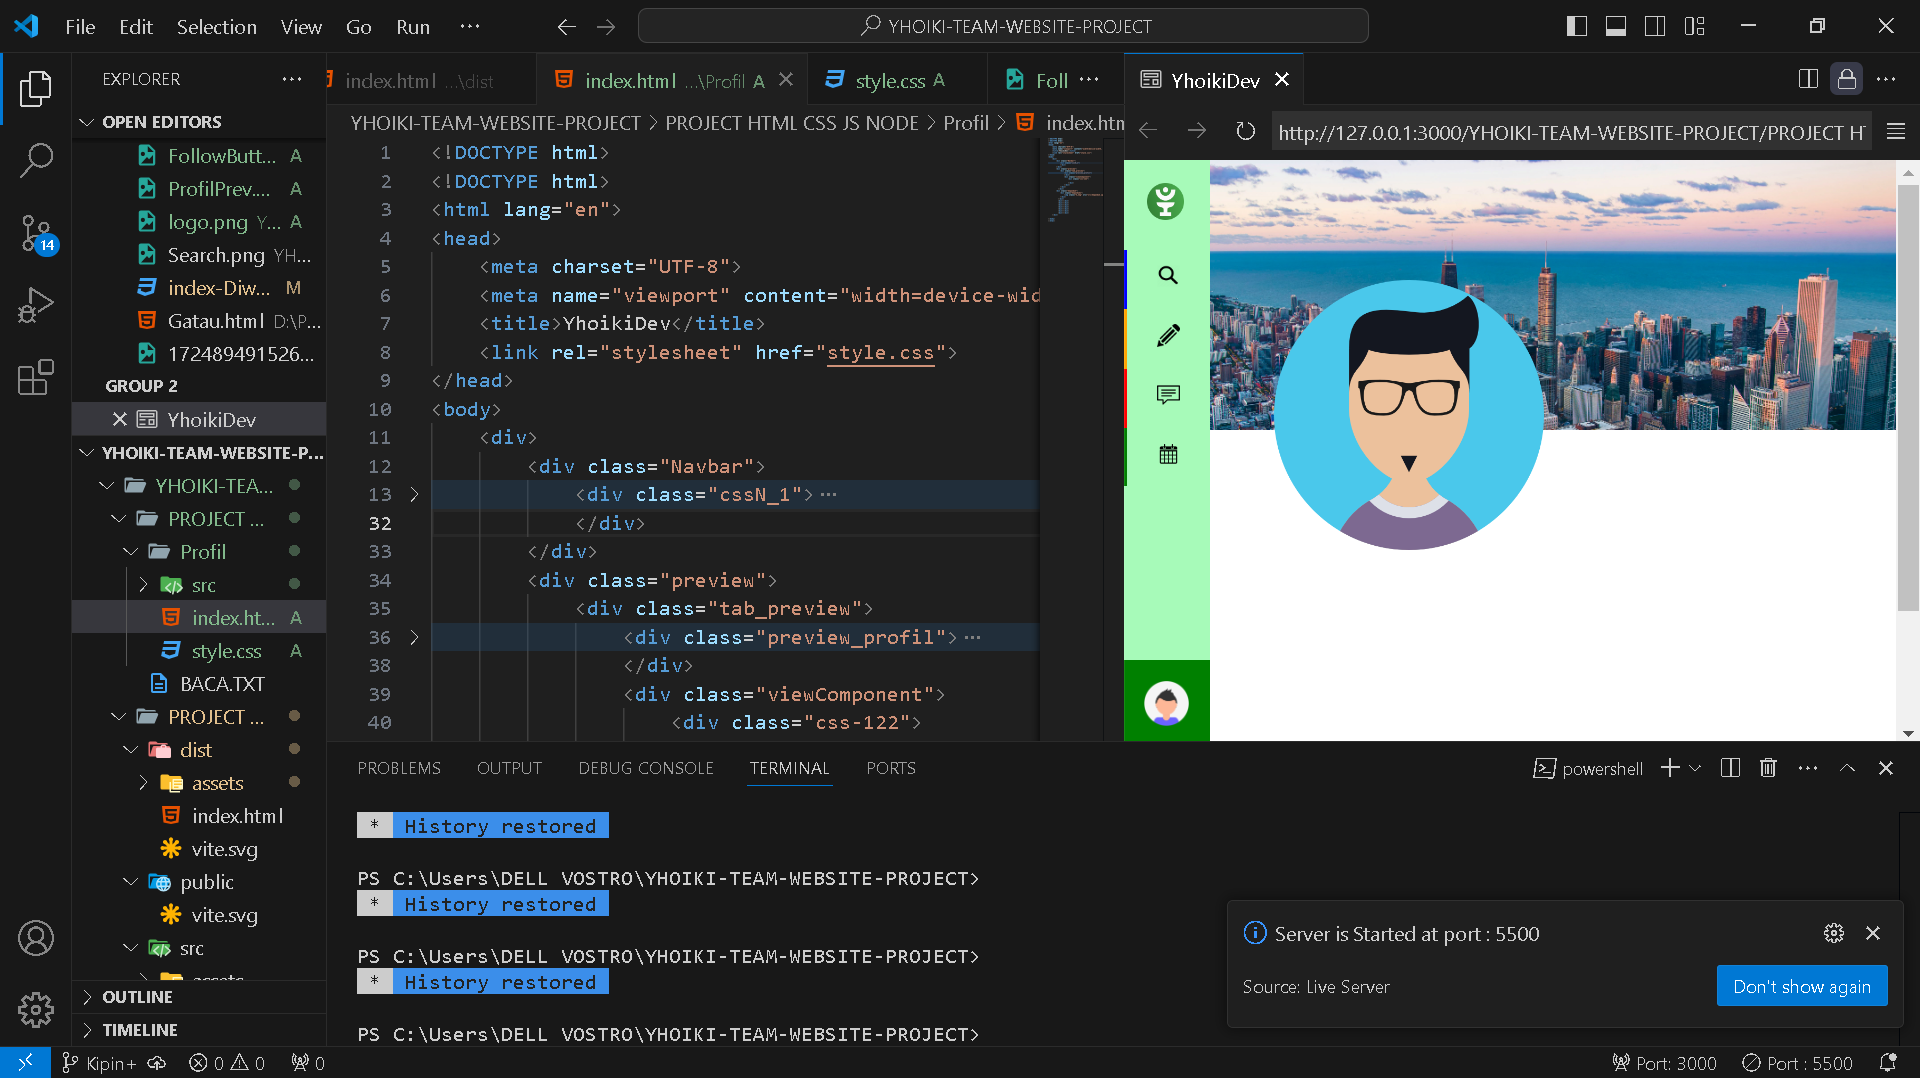 File Edit Selection View Go Run ···
YHOIKI-TEAM-WEBSITE-PROJECT
EXPLORER
OPEN EDITORS
FollowButt... A
ProfilPrev.... A
logo.png Y... A
Search.png YH...
index-Diw... M
Gatau.html D:\P...
172489491526...
GROUP 2
YhoikiDev
YHOIKI-TEAM-WEBSITE-P...
YHOIKI-TEA...
PROJECT ...
Profil
src
index.ht... A
style.css A
BACA.TXT
PROJECT ...
dist
assets
index.html
vite.svg
public
vite.svg
src
assets
OUTLINE
TIMELINE
14
index.html ...\dist
index.html ...\Profil A
style.css A
Foll ···
YHOIKI-TEAM-WEBSITE-PROJECT > PROJECT HTML CSS JS NODE > Profil > index.htm
1 <!DOCTYPE html>
2 <!DOCTYPE html>
3 <html lang="en">
4 <head>
5 <meta charset="UTF-8">
6 <meta name="viewport" content="width=device-wid
7 <title>YhoikiDev</title>
8 <link rel="stylesheet" href="style.css">
9 </head>
10 <body>
11 <div>
12 <div class="Navbar">
13 <div class="cssN_1">···
32 </div>
33 </div>
34 <div class="preview">
35 <div class="tab_preview">
36 <div class="preview_profil">···
38 </div>
39 <div class="viewComponent">
40 <div class="css-122">
YhoikiDev
http://127.0.0.1:3000/YHOIKI-TEAM-WEBSITE-PROJECT/PROJECT HT
PROBLEMS OUTPUT DEBUG CONSOLE TERMINAL PORTS
powershell
* History restored
PS C:\Users\DELL VOSTRO\YHOIKI-TEAM-WEBSITE-PROJECT>
* History restored
PS C:\Users\DELL VOSTRO\YHOIKI-TEAM-WEBSITE-PROJECT>
* History restored
PS C:\Users\DELL VOSTRO\YHOIKI-TEAM-WEBSITE-PROJECT>
Server is Started at port : 5500
Source: Live Server
Don't show again
Kipin+ 0 0 0
Port: 3000 Port : 5500